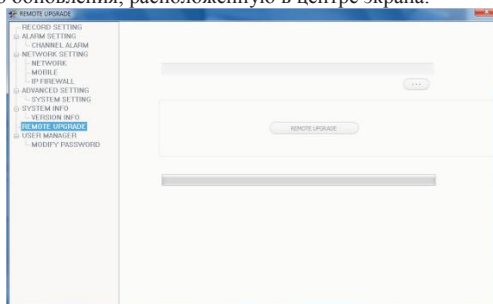 обновления, расположенную в центре экрана.
REMOTE UPGRADE
RECORD SETTING
ALARM SETTING
CHANNEL ALARM
NETWORK SETTING
NETWORK
MOBILE
IP FIREWALL
ADVANCED SETTING
SYSTEM SETTING
SYSTEM INFO
VERSION INFO
REMOTE UPGRADE
USER MANAGER
MODIFY PASSWORD
...
REMOTE UPGRADE